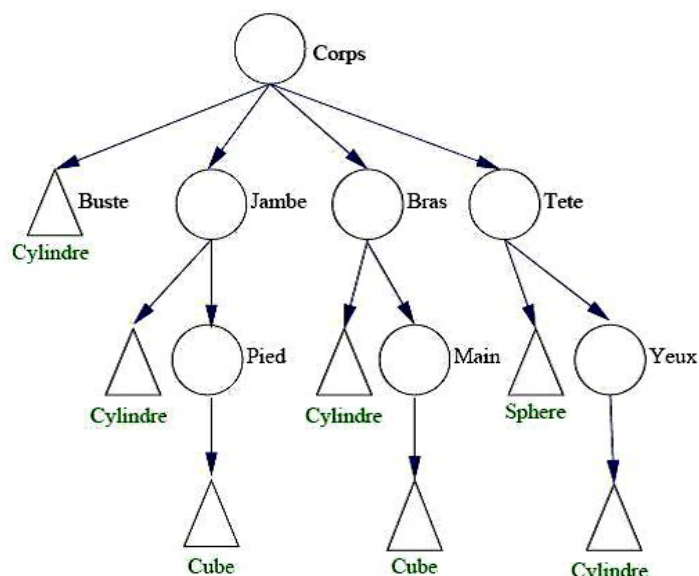 Corps
Buste
Jambe
Bras
Tete
Cylindre
Pied
Main
Yeux
Cylindre
Cylindre
Sphere
Cube
Cube
Cylindre